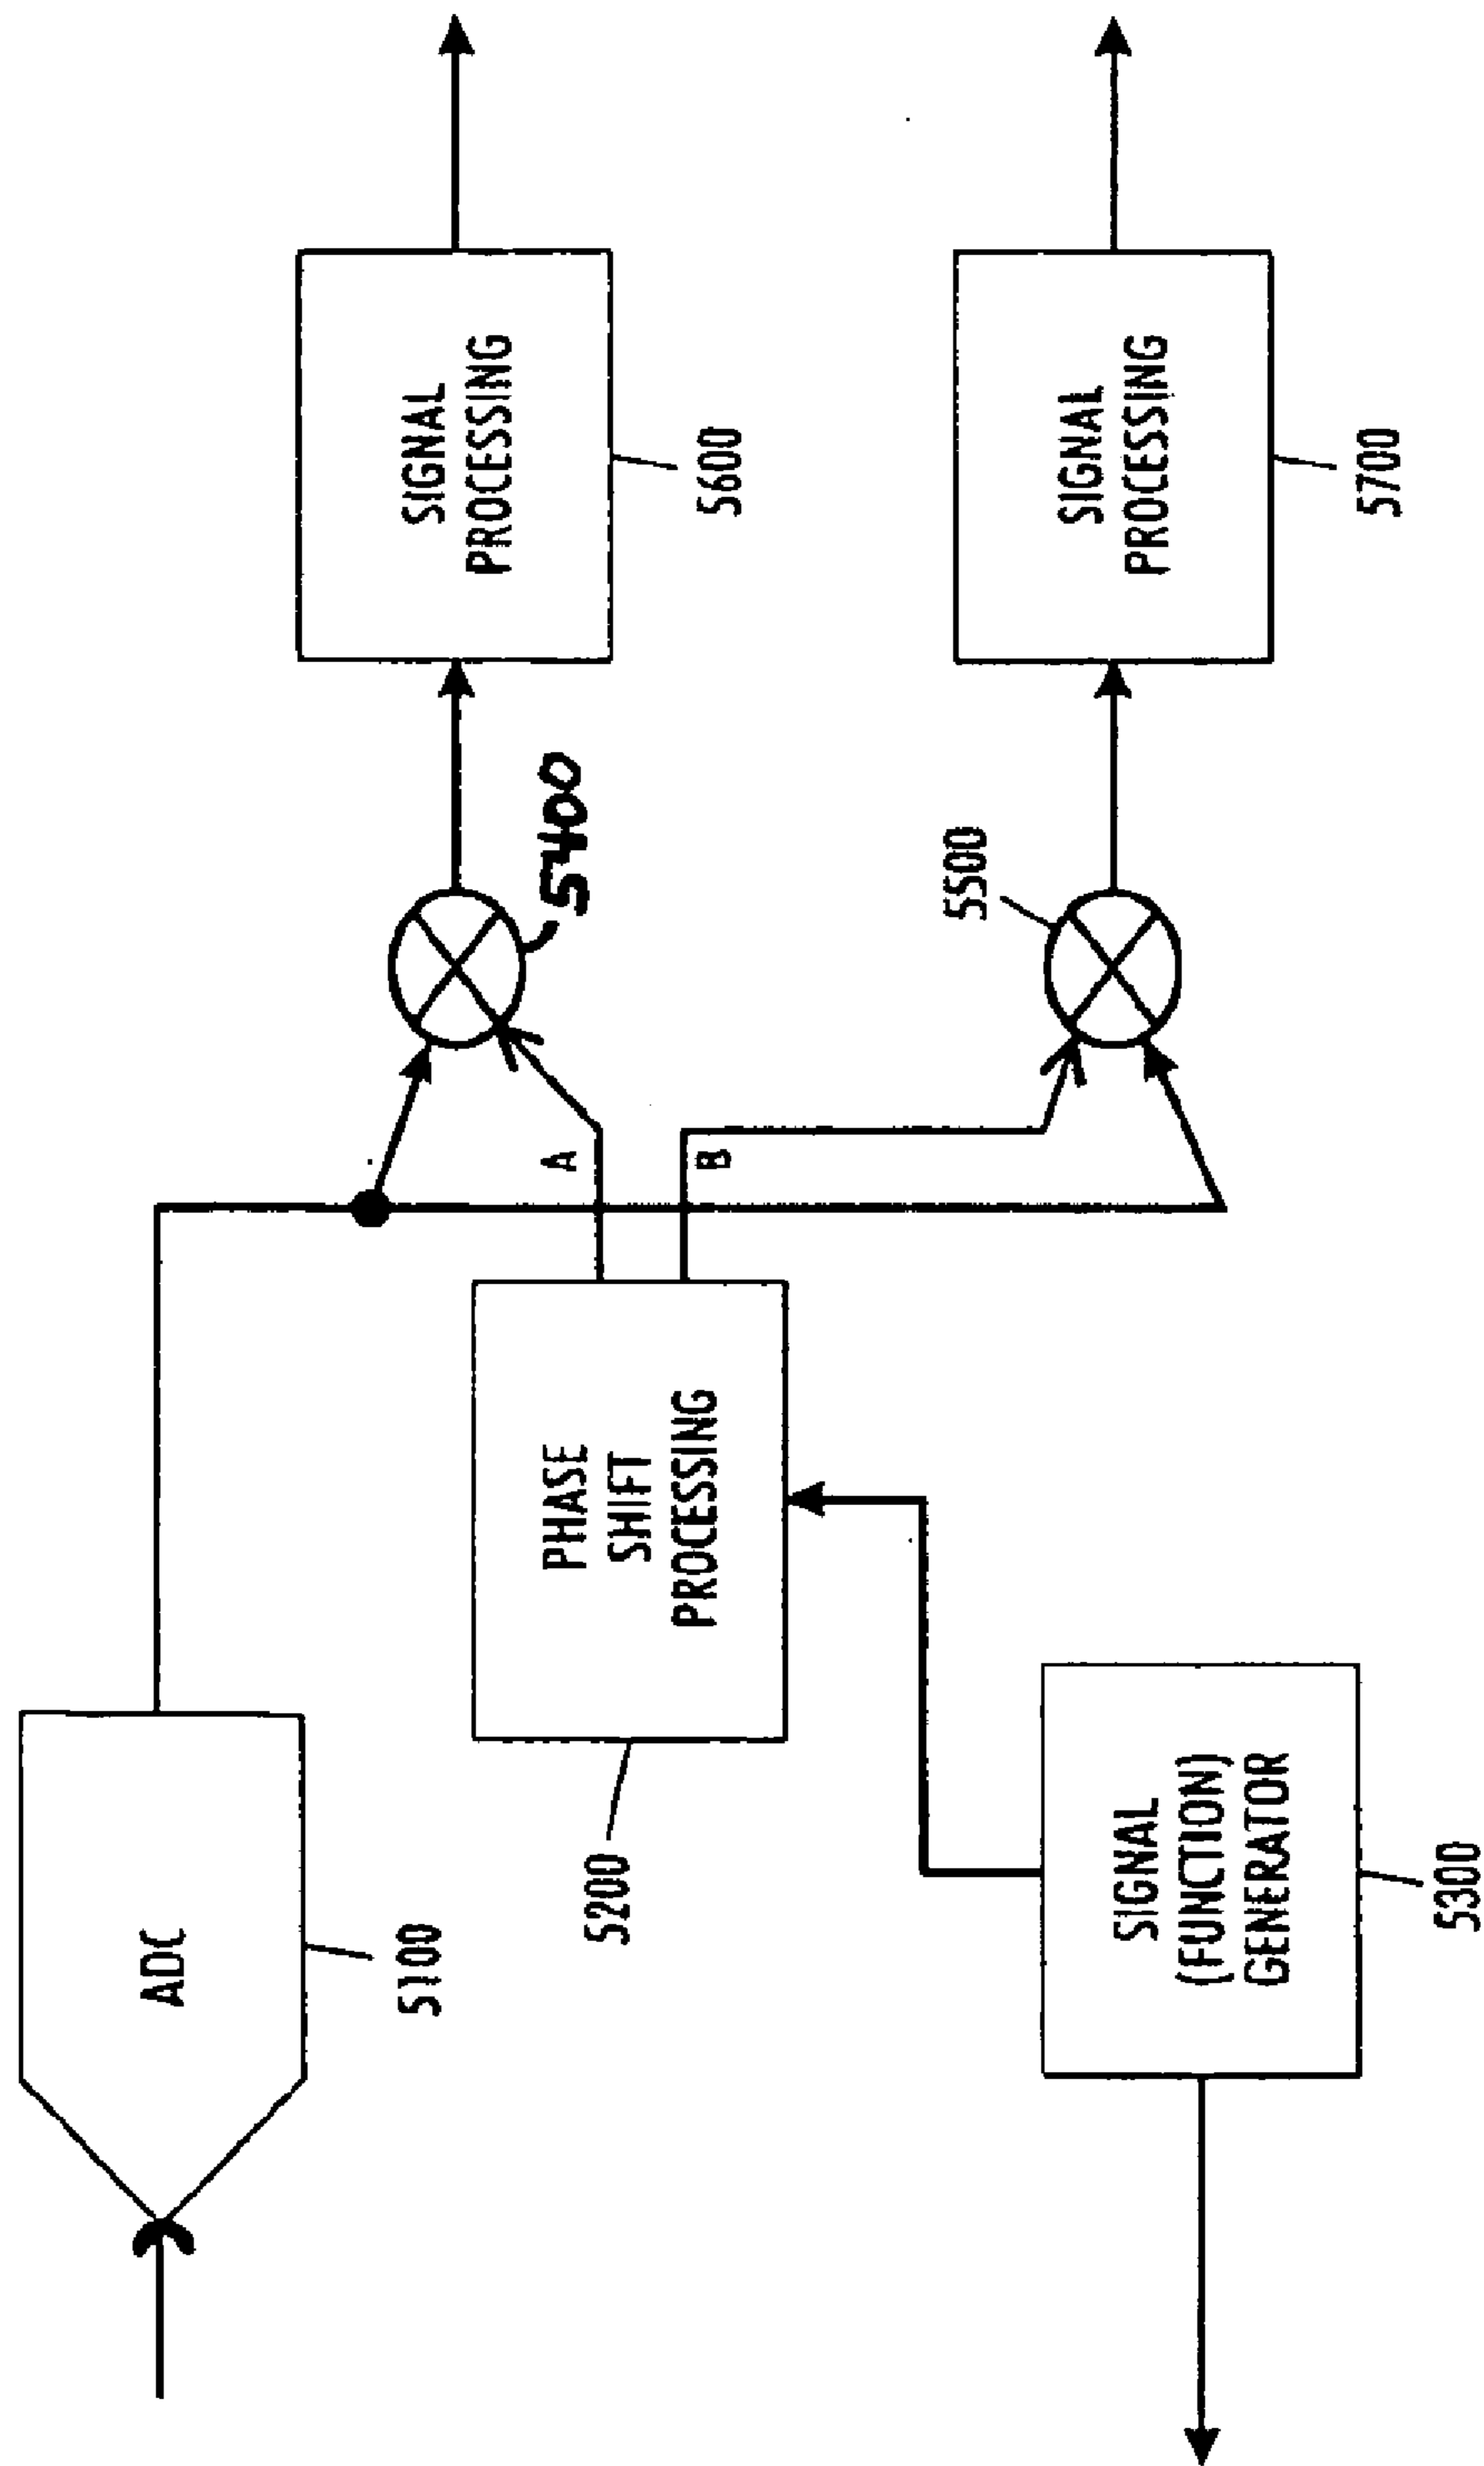 ADC
5100
PHASE
SHIFT
PROCESSING
5200
A
B
SIGNAL
(FUNCTION)
GENERATOR
5300
5400
5500
SIGNAL
PROCESSING
5600
SIGNAL
PROCESSING
5700